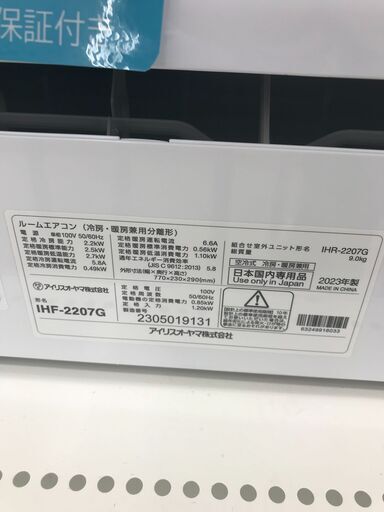 保証付き
ルームエアコン（冷房・暖房兼用分離形）
電源 単相100V 50/60Hz
定格冷房能力 2.2kW
定格暖房標準能力 2.5kW
定格暖房低温能力 2.7kW
定格冷房運転電流 5.8A
定格冷房消費電力 0.49kW
定格暖房運転電流 6.6A
定格暖房標準消費電力 0.56kW
定格暖房低温消費電力 1.10kW
通年エネルギー消費効率 (JIS C 9612:2013) 5.8
外形寸法(幅×奥行×高さ) 770×230×290(mm)
組合せ室外ユニット形名 IHR-2207G
総質量 9.0kg
空冷式 冷房・暖房兼用
日本国内専用品
Use only in Japan
2023年製
MADE IN CHINA
アイリスオーヤマ株式会社
形名
IHF-2207G
定格電圧 100V
定格周波数 50/60Hz
電動機の定格消費電力 0.85kW
定格入力 1.20kW
製造番号
2305019131
アイリスオーヤマ株式会社